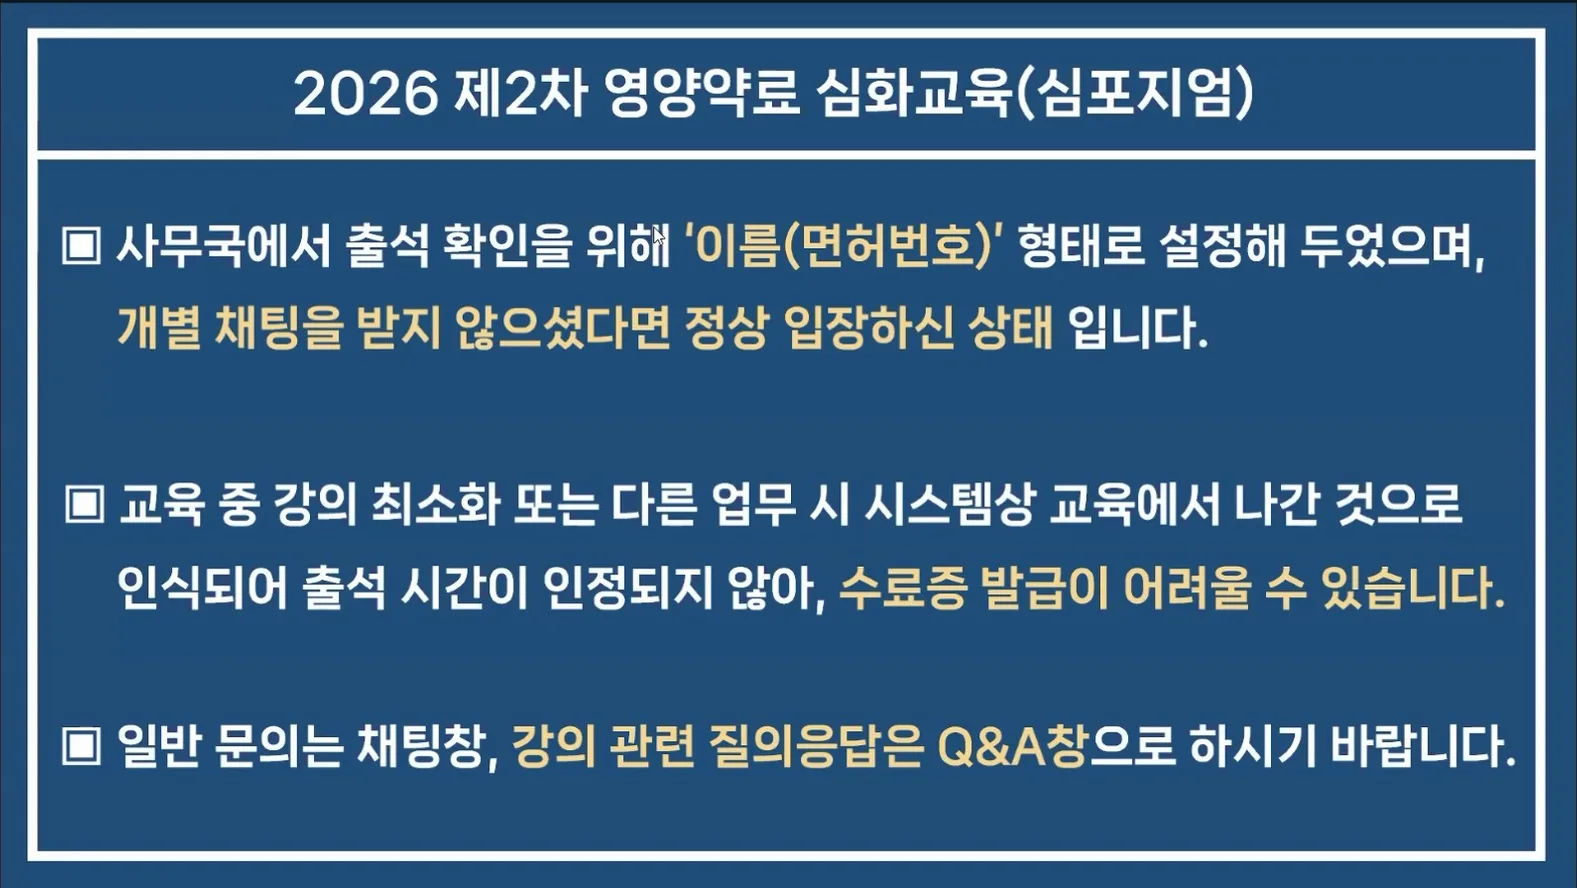 2026 제2차 영양약료 심화교육(심포지엄)
▣ 사무국에서 출석 확인을 위해 '이름(면허번호)' 형태로 설정해 두었으며,
개별 채팅을 받지 않으셨다면 정상 입장하신 상태 입니다.
▣ 교육 중 강의 최소화 또는 다른 업무 시 시스템상 교육에서 나간 것으로
인식되어 출석 시간이 인정되지 않아, 수료증 발급이 어려울 수 있습니다.
▣ 일반 문의는 채팅창, 강의 관련 질의응답은 Q&A창으로 하시기 바랍니다.